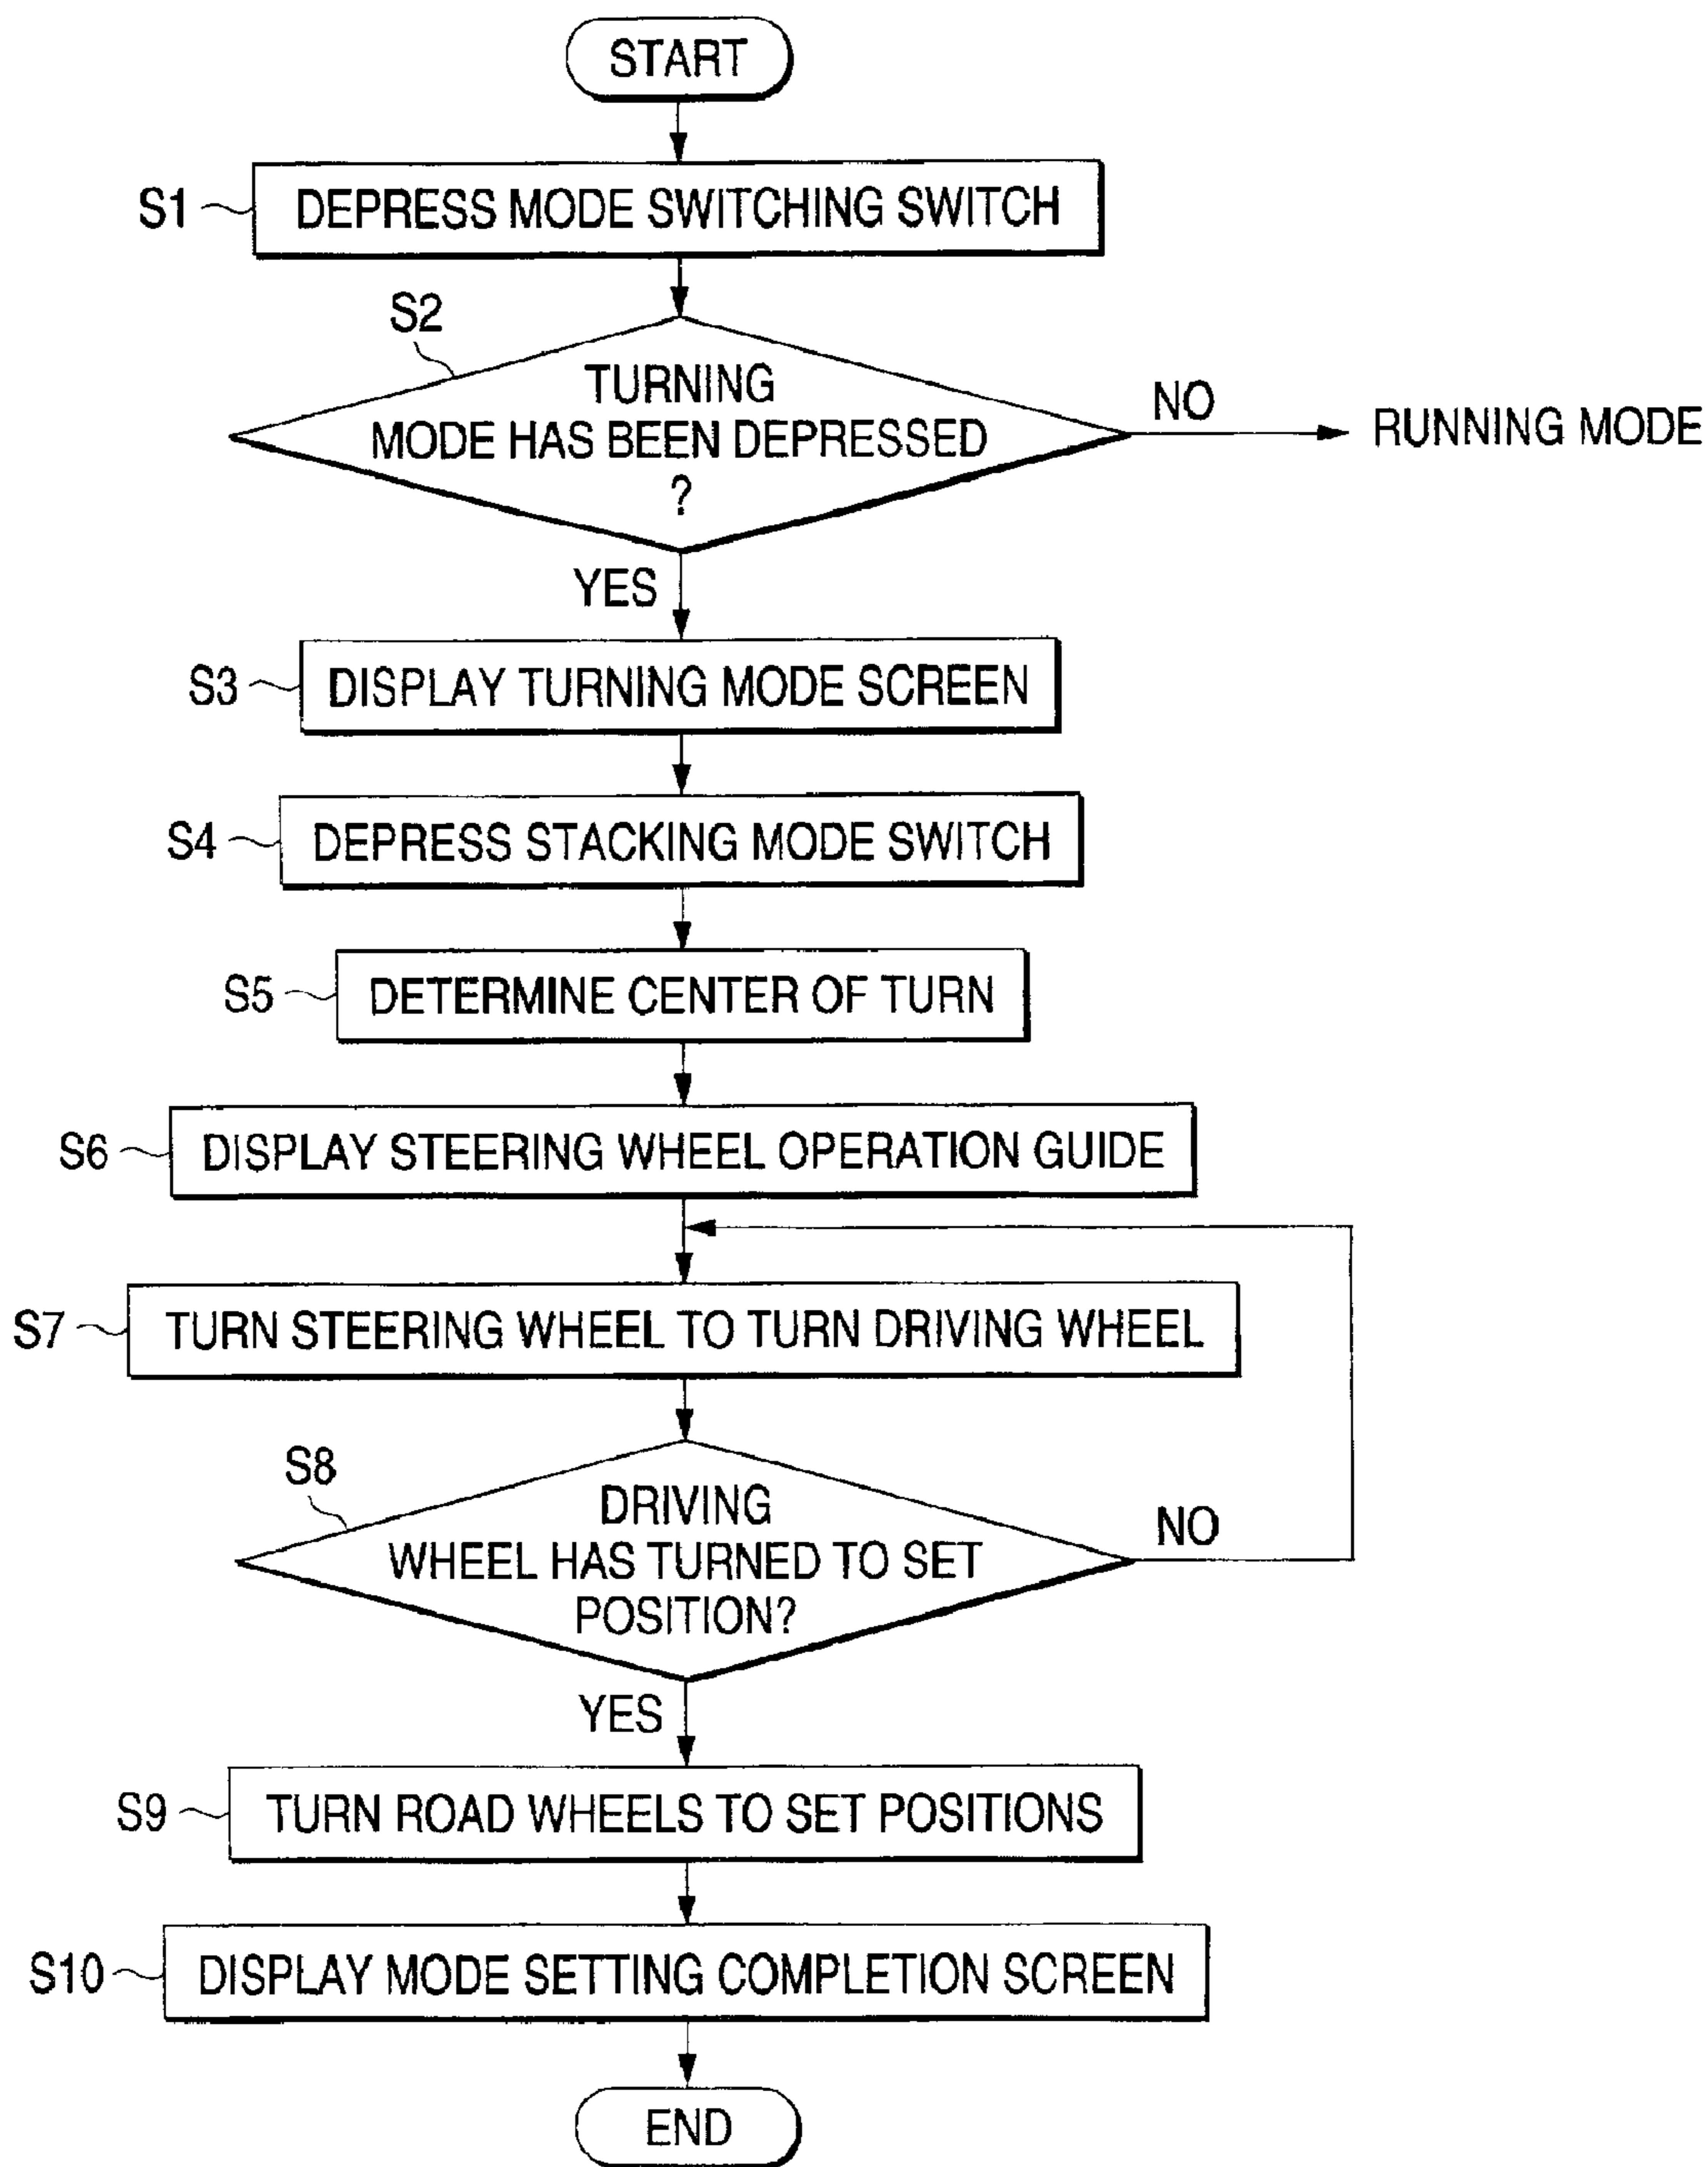 START
S1
DEPRESS MODE SWITCHING SWITCH
S2
TURNING
MODE HAS BEEN DEPRESSED
?
NO
RUNNING MODE
YES
S3
DISPLAY TURNING MODE SCREEN
S4
DEPRESS STACKING MODE SWITCH
S5
DETERMINE CENTER OF TURN
S6
DISPLAY STEERING WHEEL OPERATION GUIDE
S7
TURN STEERING WHEEL TO TURN DRIVING WHEEL
S8
DRIVING
WHEEL HAS TURNED TO SET
POSITION?
NO
YES
S9
TURN ROAD WHEELS TO SET POSITIONS
S10
DISPLAY MODE SETTING COMPLETION SCREEN
END